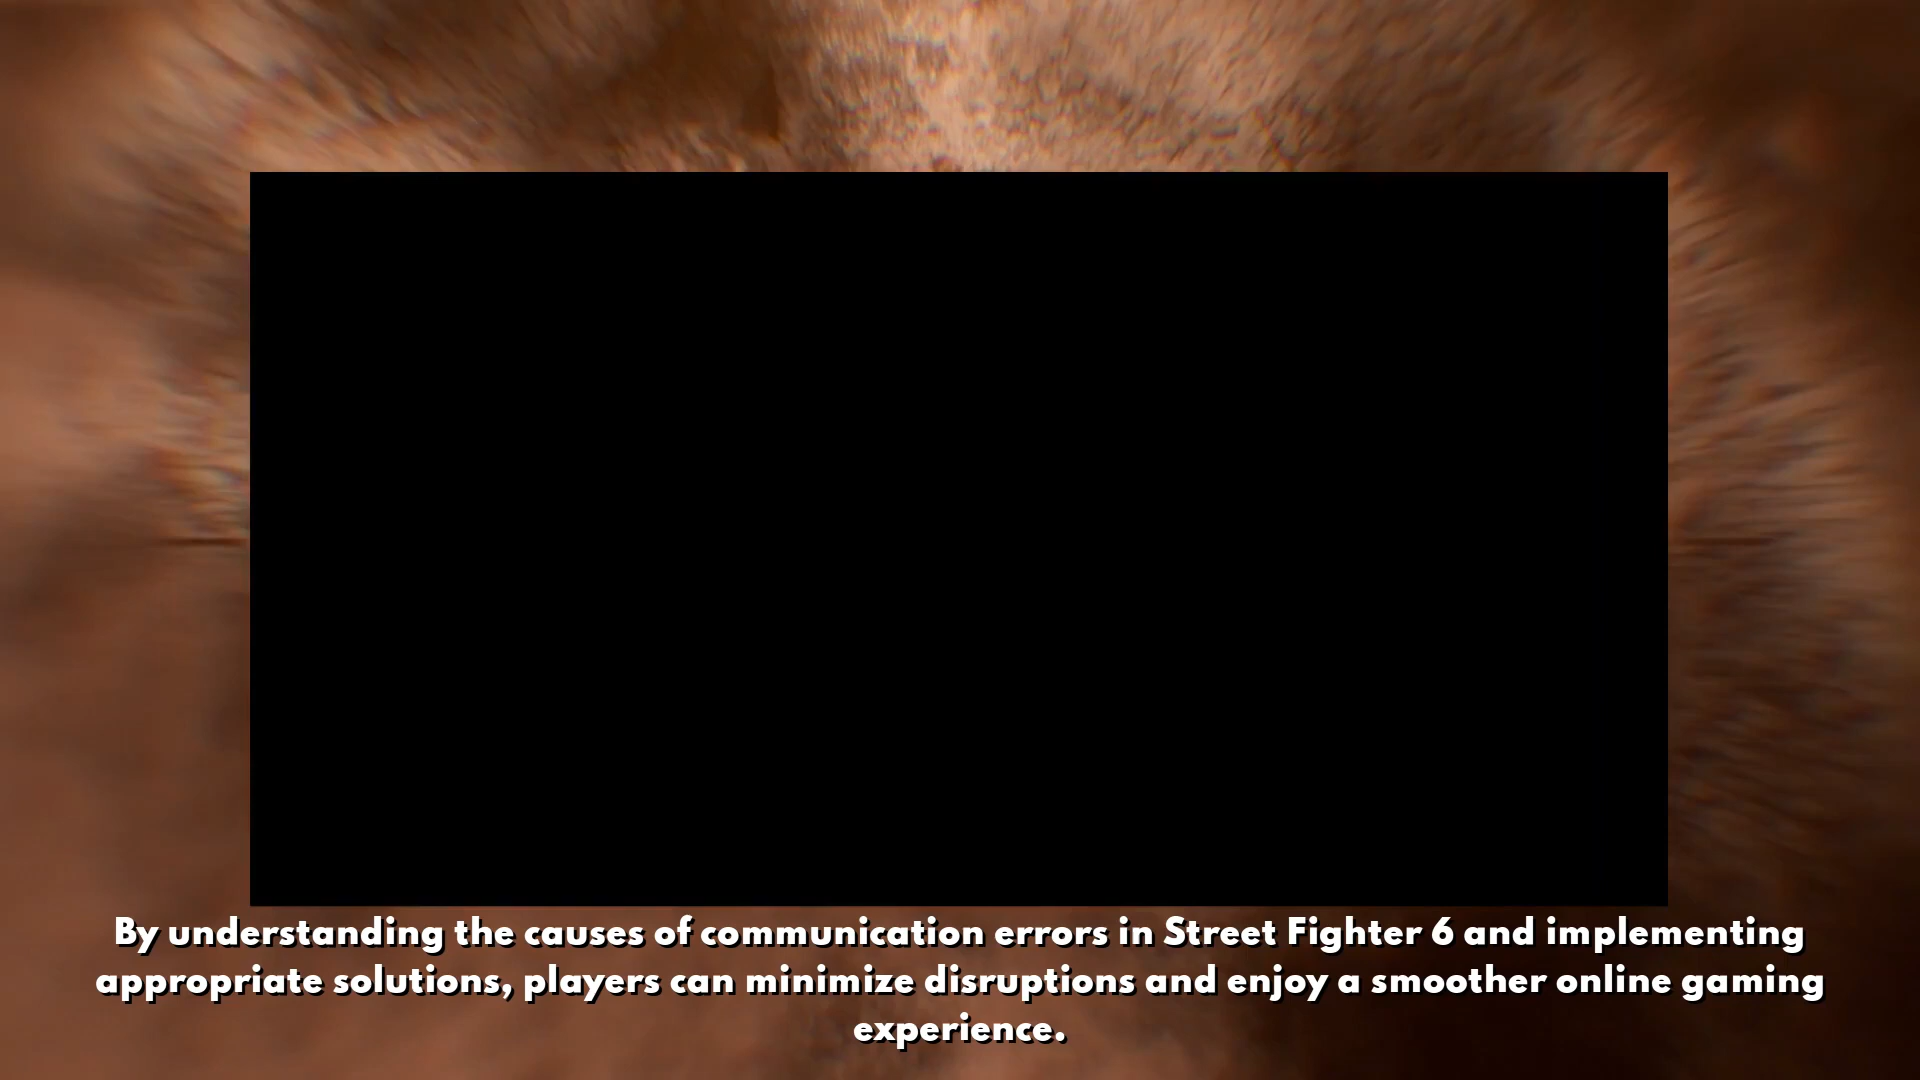 By understanding the causes of communication errors in Street Fighter 6 and implementing
appropriate solutions, players can minimize disruptions and enjoy a smoother online gaming
experience.